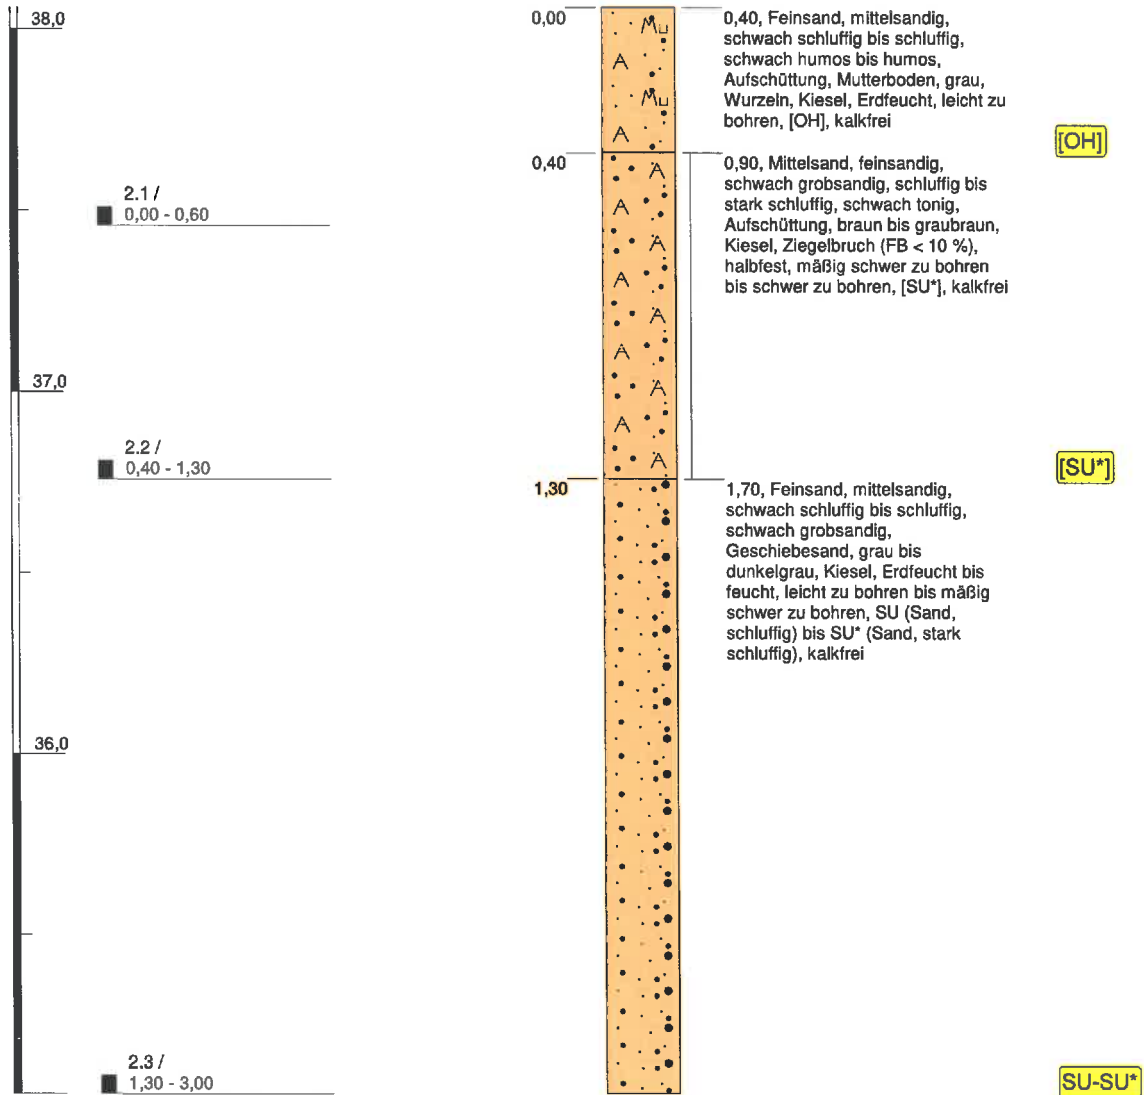 38,0
0,00
Mu
0,40, Feinsand, mittelsandig,
schwach schluffig bis schluffig,
schwach humos bis humos,
Aufschüttung, Mutterboden, grau,
Wurzeln, Kiesel, Erdfeucht, leicht zu
bohren, [OH], kalkfrei
A
Mu
A
[OH]
0,40
0,90, Mittelsand, feinsandig,
schwach grobsandig, schluffig bis
stark schluffig, schwach tonig,
Aufschüttung, braun bis graubraun,
Kiesel, Ziegelbruch (FB < 10 %),
halbfest, mäßig schwer zu bohren
bis schwer zu bohren, [SU*], kalkfrei
A
A
A
A
A
A
A
A
A
2.1 /
0,00 - 0,60
37,0
2.2 /
0,40 - 1,30
[SU*]
1,30
1,70, Feinsand, mittelsandig,
schwach schluffig bis schluffig,
schwach grobsandig,
Geschiebesand, grau bis
dunkelgrau, Kiesel, Erdfeucht bis
feucht, leicht zu bohren bis mäßig
schwer zu bohren, SU (Sand,
schluffig) bis SU* (Sand, stark
schluffig), kalkfrei
36,0
2.3 /
1,30 - 3,00
SU-SU*